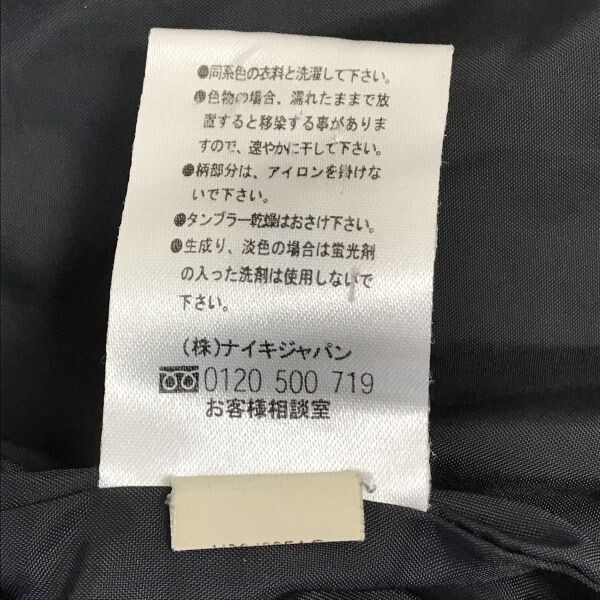 ●同系色の衣料と洗濯して下さい。
●色物の場合、濡れたままで放
置すると移染する事がありま
すので、速やかに干して下さい。
●柄部分は、アイロンを掛けな
いで下さい。
●タンブラー乾燥はおさけ下さい。
●生成り、淡色の場合は蛍光剤
の入った洗剤は使用しないで
下さい。
(株)ナイキジャパン
0120 500 719
お客様相談室